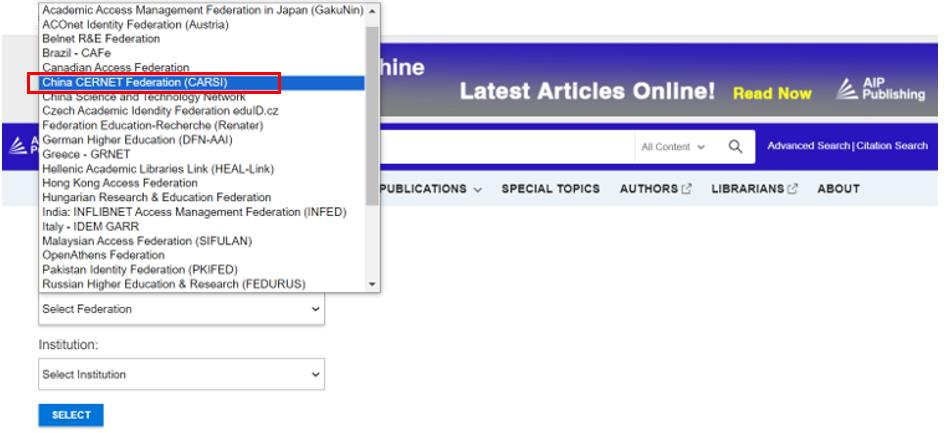 Academic Access Management Federation in Japan (GakuNin)
ACOnet Identity Federation (Austria)
Belnet R&E Federation
Brazil - CAFe
Canadian Access Federation
China CERNET Federation (CARSI)
China Science and Technology Network
Czech Academic Idendity Federation eduID.cz
Federation Education-Recherche (Renater)
German Higher Education (DFN-AAI)
Greece - GRNET
Hellenic Academic Libraries Link (HEAL-Link)
Hong Kong Access Federation
Hungarian Research & Education Federation
India: INFLIBNET Access Management Federation (INFED)
Italy - IDEM GARR
Malaysian Access Federation (SIFULAN)
OpenAthens Federation
Pakistan Identity Federation (PKIFED)
Russian Higher Education & Research (FEDURUS)
hine
Latest Articles Online! Read Now
AIP
Publishing
All Content
Advanced Search | Citation Search
PUBLICATIONS SPECIAL TOPICS AUTHORS LIBRARIANS ABOUT
Select Federation
Institution:
Select Institution
SELECT